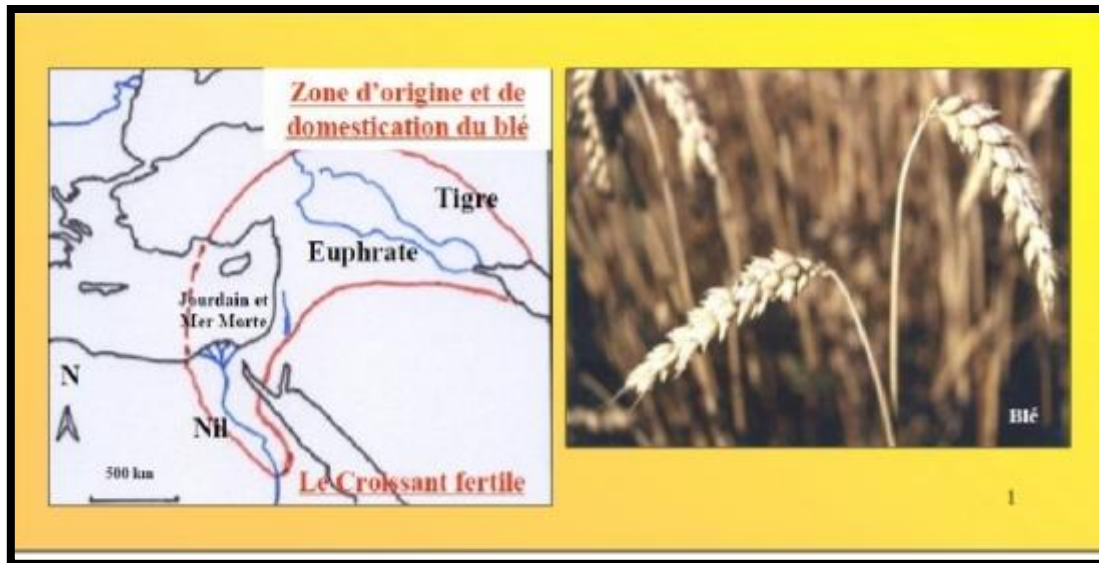 Zone d'origine et de
domestication du blé
Tigre
Euphrate
Jourdain et
Mer Morte
N
Nil
500 km
Le Croissant fertile
Blé
1